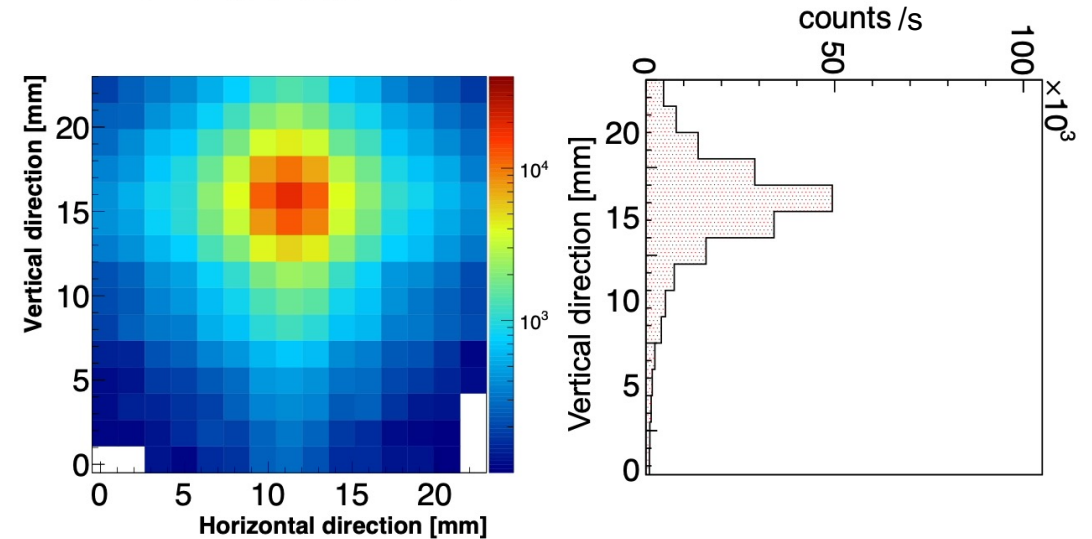 Vertical direction [mm]
20
15
10
5
0
0 5 10 15 20
Horizontal direction [mm]
10⁴
10³
counts /s
0 50 100
×10³
Vertical direction [mm]
20
15
10
5
0